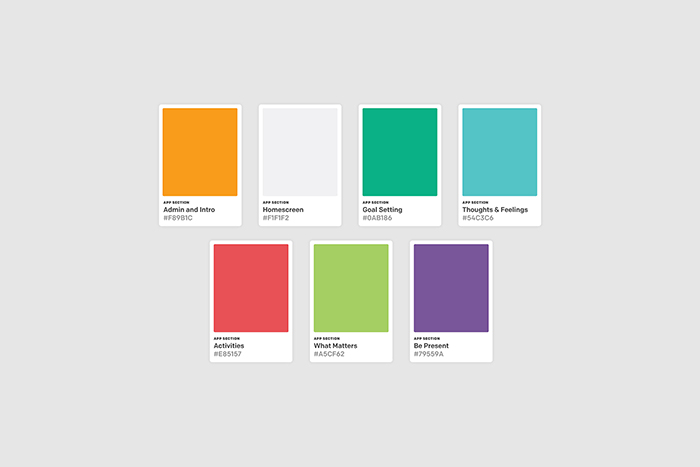 APP SECTION
Admin and Intro
#F89B1C
APP SECTION
Homescreen
#F1F1F2
APP SECTION
Goal Setting
#0AB186
APP SECTION
Thoughts & Feelings
#54C3C6
APP SECTION
Activities
#E85157
APP SECTION
What Matters
#A5CF62
APP SECTION
Be Present
#79559A